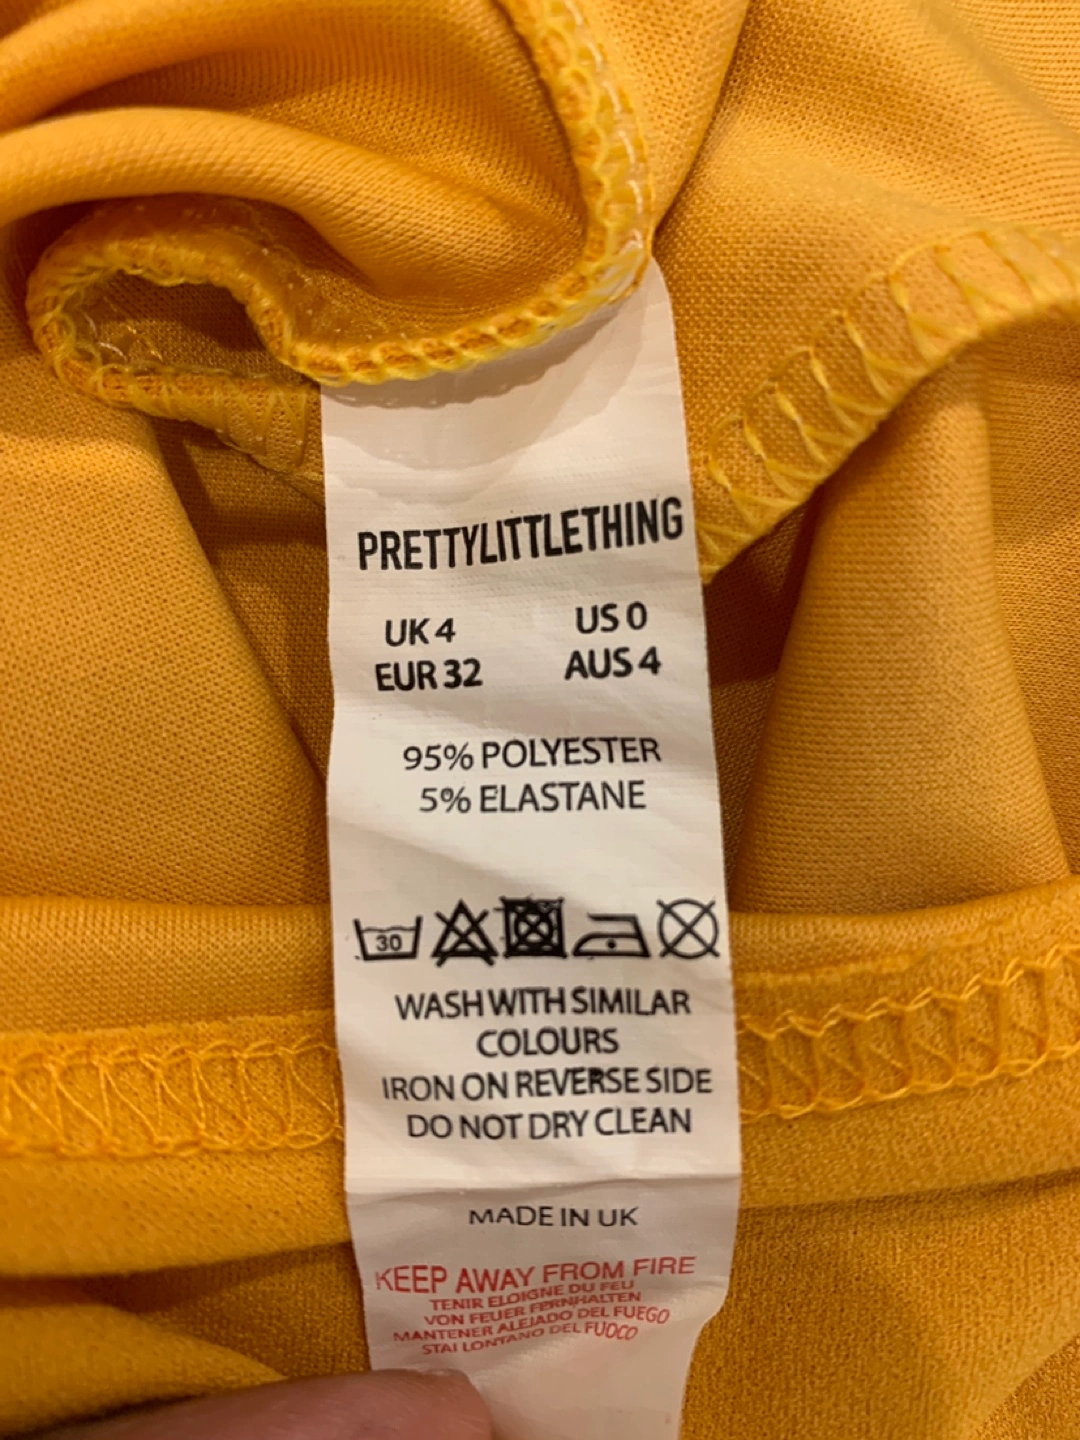 PRETTYLITTLETHING
UK 4 US 0
EUR 32 AUS 4
95% POLYESTER
5% ELASTANE
30
WASH WITH SIMILAR
COLOURS
IRON ON REVERSE SIDE
DO NOT DRY CLEAN
MADE IN UK
KEEP AWAY FROM FIRE
TENIR ELOIGNE DU FEU
VON FEUER FERNHALTEN
MANTENER ALEJADO DEL FUEGO
STAI LONTANO DEL FUOCO